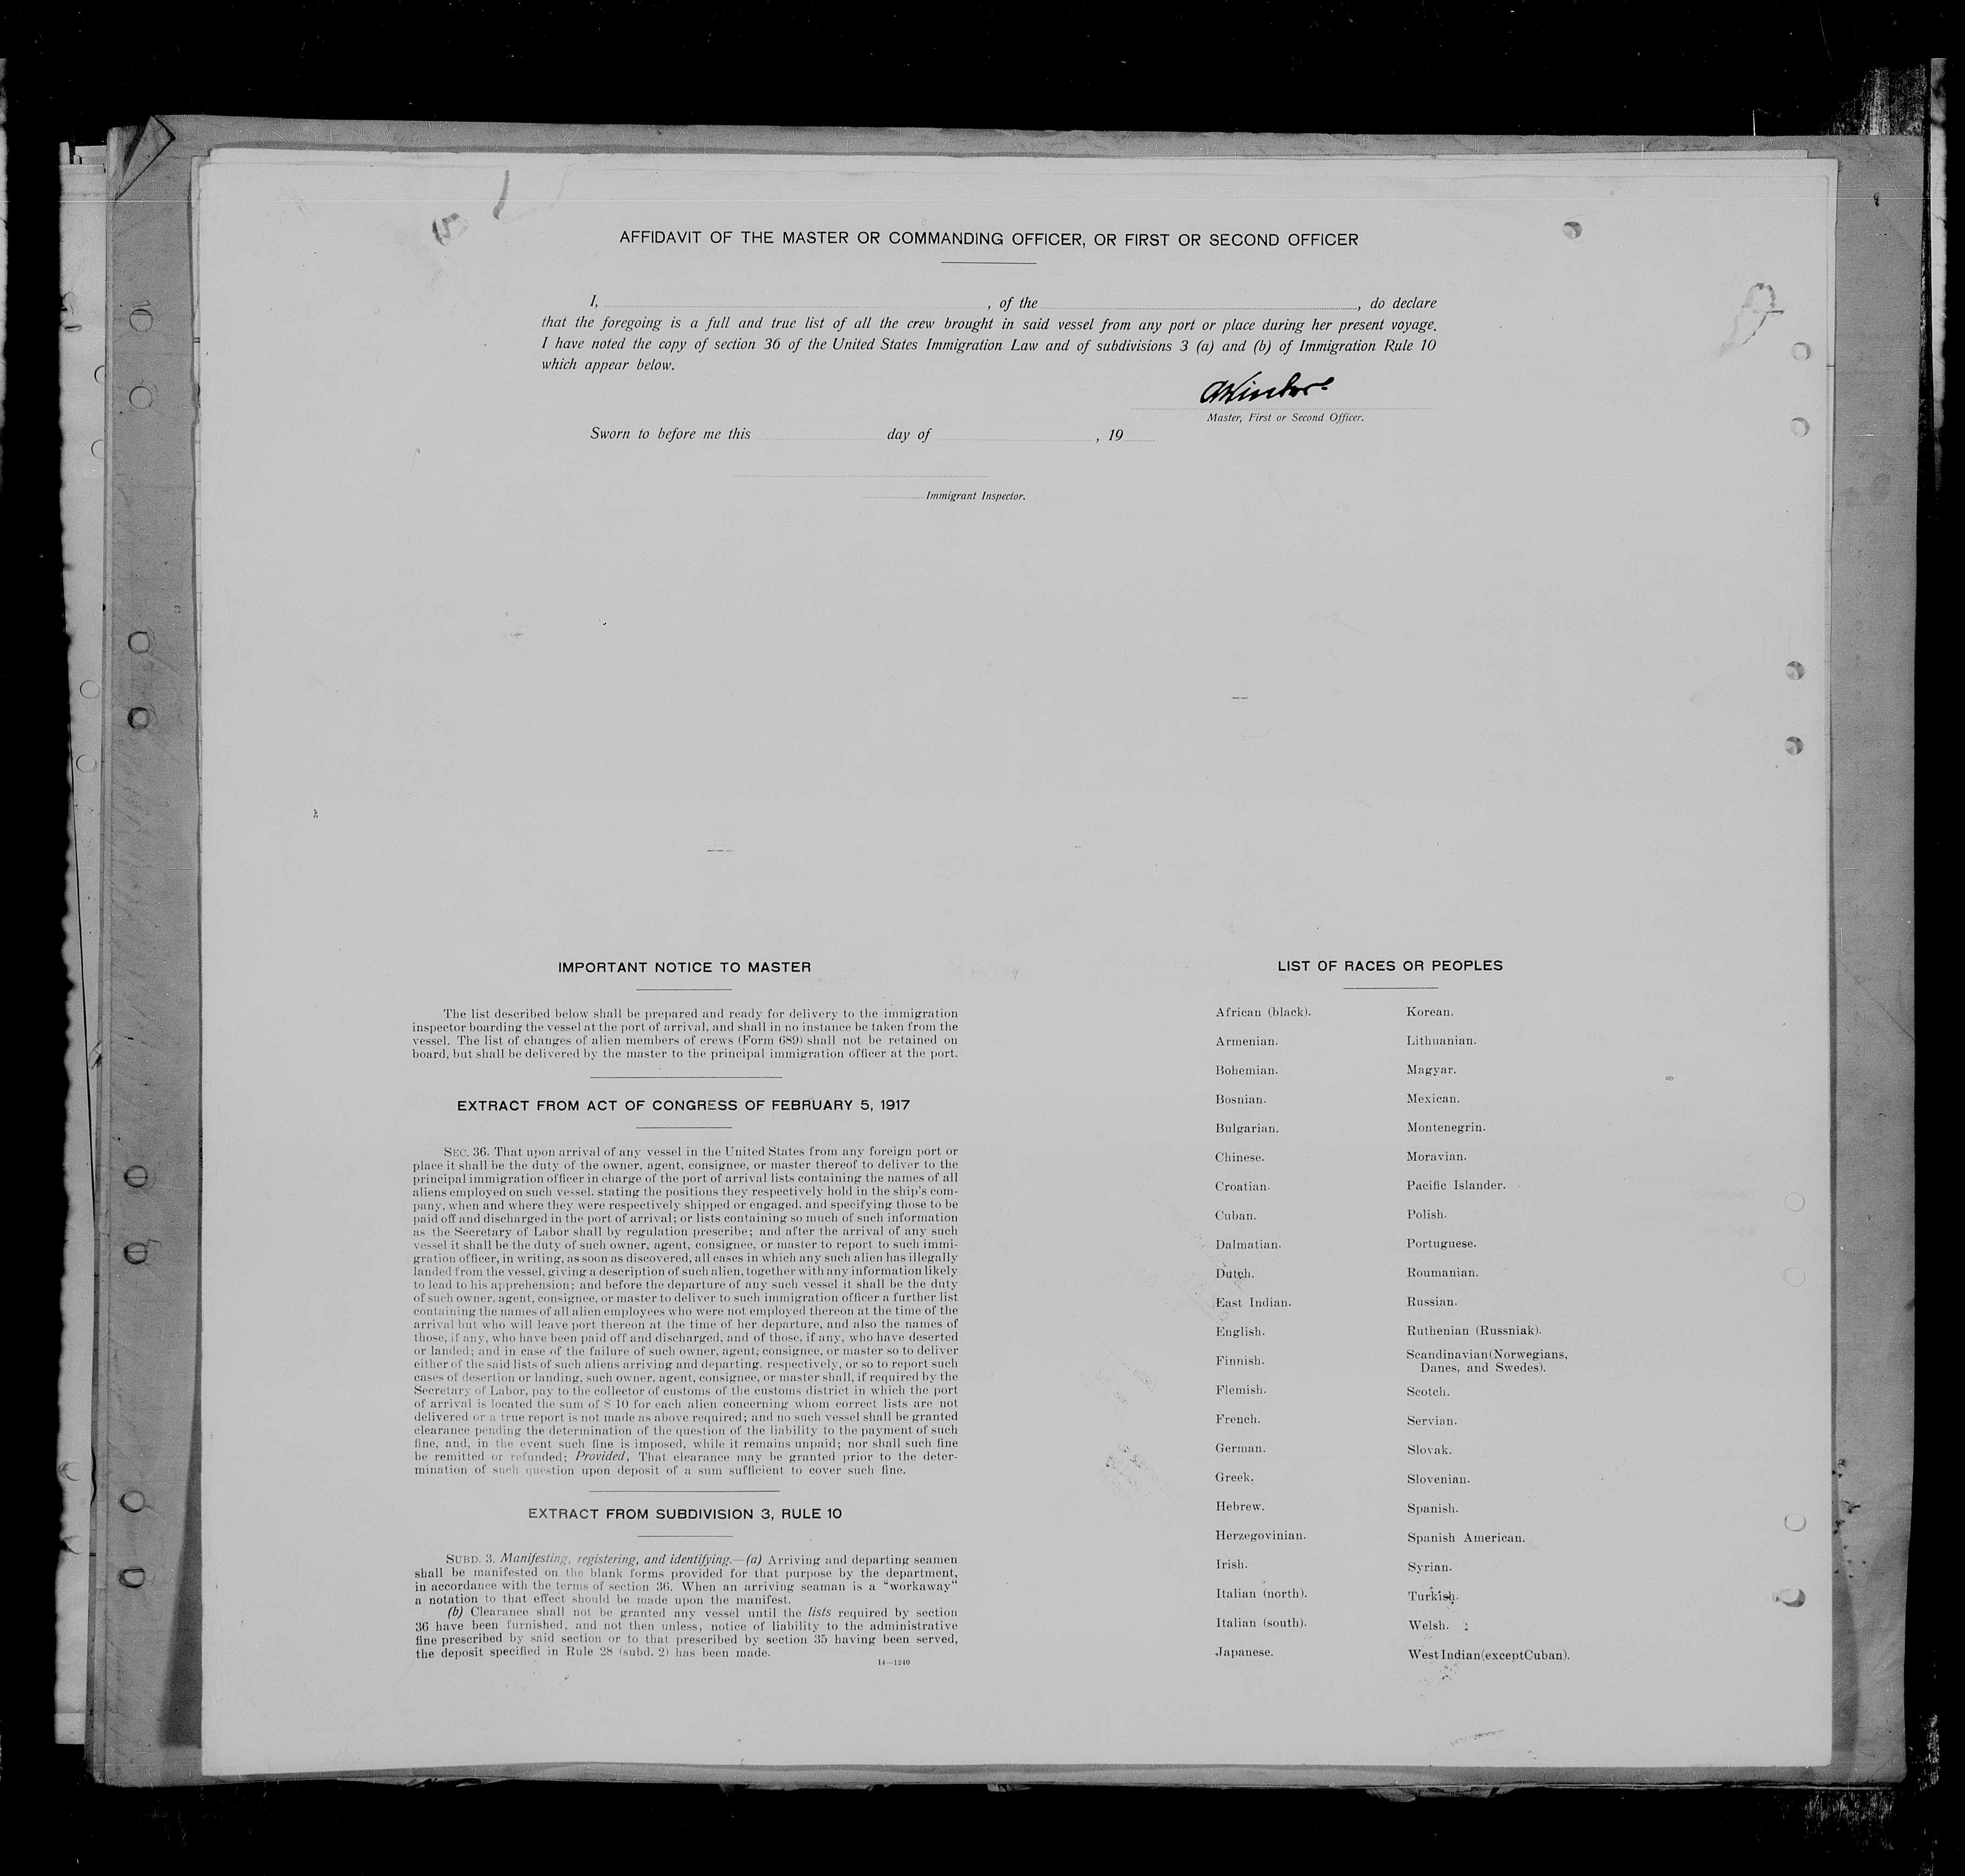 AFFIDAVIT OF THE MASTER OR COMMANDING OFFICER, OR FIRST OR SECOND OFFICER
I, , of the , do declare
that the foregoing is a full and true list of all the crew brought in said vessel from any port or place during her present voyage.
I have noted the copy of section 36 of the United States Immigration Law and of subdivisions 3 (a) and (b) of Immigration Rule 10
which appear below.
Master, First or Second Officer.
Sworn to before me this day of , 19
Immigrant Inspector.
IMPORTANT NOTICE TO MASTER
The list described below shall be prepared and ready for delivery to the immigration
inspector boarding the vessel at the port of arrival, and shall in no instance be taken from the
vessel. The list of changes of alien members of crews (Form 689) shall not be retained on
board, but shall be delivered by the master to the principal immigration officer at the port.
EXTRACT FROM ACT OF CONGRESS OF FEBRUARY 5, 1917
SEC. 36. That upon arrival of any vessel in the United States from any foreign port or
place it shall be the duty of the owner, agent, consignee, or master thereof to deliver to the
principal immigration officer in charge of the port of arrival lists containing the names of all
aliens employed on such vessel, stating the positions they respectively hold in the ship's com-
pany, when and where they were respectively shipped or engaged, and specifying those to be
paid off and discharged in the port of arrival; or lists containing so much of such information
as the Secretary of Labor shall by regulation prescribe; and after the arrival of any such
vessel it shall be the duty of such owner, agent, consignee, or master to report to such immi-
gration officer, in writing, as soon as discovered, all cases in which any such alien has illegally
landed from the vessel, giving a description of such alien, together with any information likely
to lead to his apprehension; and before the departure of any such vessel it shall be the duty
of such owner, agent, consignee, or master to deliver to such immigration officer a further list
containing the names of all alien employees who were not employed thereon at the time of the
arrival but who will leave port thereon at the time of her departure, and also the names of
those, if any, who have been paid off and discharged, and of those, if any, who have deserted
or landed; and in case of the failure of such owner, agent, consignee, or master so to deliver
either of the said lists of such aliens arriving and departing, respectively, or so to report such
cases of desertion or landing, such owner, agent, consignee, or master shall, if required by the
Secretary of Labor, pay to the collector of customs of the customs district in which the port
of arrival is located the sum of $ 10 for each alien concerning whom correct lists are not
delivered or a true report is not made as above required; and no such vessel shall be granted
clearance pending the determination of the question of the liability to the payment of such
fine, and, in the event such fine is imposed, while it remains unpaid; nor shall such fine
be remitted or refunded; Provided, That clearance may be granted prior to the deter-
mination of such question upon deposit of a sum sufficient to cover such fine.
EXTRACT FROM SUBDIVISION 3, RULE 10
SUBD. 3. Manifesting, registering, and identifying.—(a) Arriving and departing seamen
shall be manifested on the blank forms provided for that purpose by the department,
in accordance with the terms of section 36. When an arriving seaman is a "workaway"
a notation to that effect should be made upon the manifest.
(b) Clearance shall not be granted any vessel until the lists required by section
36 have been furnished, and not then unless, notice of liability to the administrative
fine prescribed by said section or to that prescribed by section 35 having been served,
the deposit specified in Rule 28 (subd. 2) has been made.
14—1240
LIST OF RACES OR PEOPLES
African (black).
Armenian.
Bohemian.
Bosnian.
Bulgarian.
Chinese.
Croatian.
Cuban.
Dalmatian.
Dutch.
East Indian.
English.
Finnish.
Flemish.
French.
German.
Greek.
Hebrew.
Herzegovinian.
Irish.
Italian (north).
Italian (south).
Japanese.
Korean.
Lithuanian.
Magyar.
Mexican.
Montenegrin.
Moravian.
Pacific Islander.
Polish.
Portuguese.
Roumanian.
Russian.
Ruthenian (Russniak).
Scandinavian (Norwegians,
Danes, and Swedes).
Scotch.
Servian.
Slovak.
Slovenian.
Spanish.
Spanish American.
Syrian.
Turkish.
Welsh.
West Indian (except Cuban).